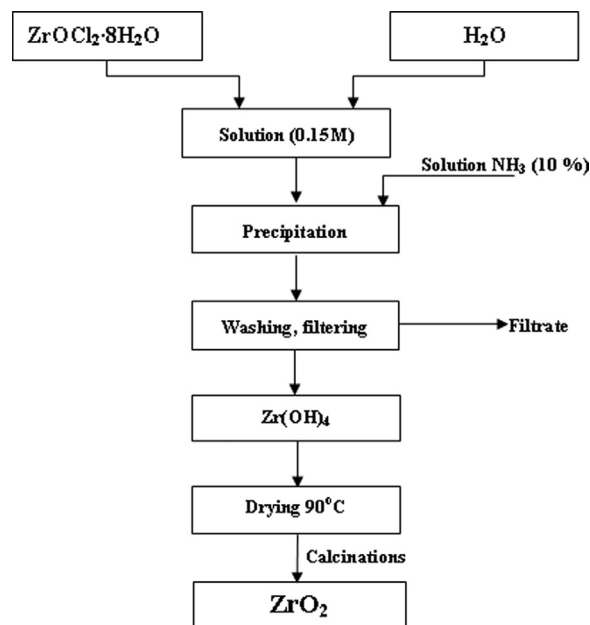 ZrOCl₂·8H₂O
H₂O
Solution (0.15M)
Solution NH₃ (10 %)
Precipitation
Washing, filtering
Filtrate
Zr(OH)₄
Drying 90°C
Calcinations
ZrO₂